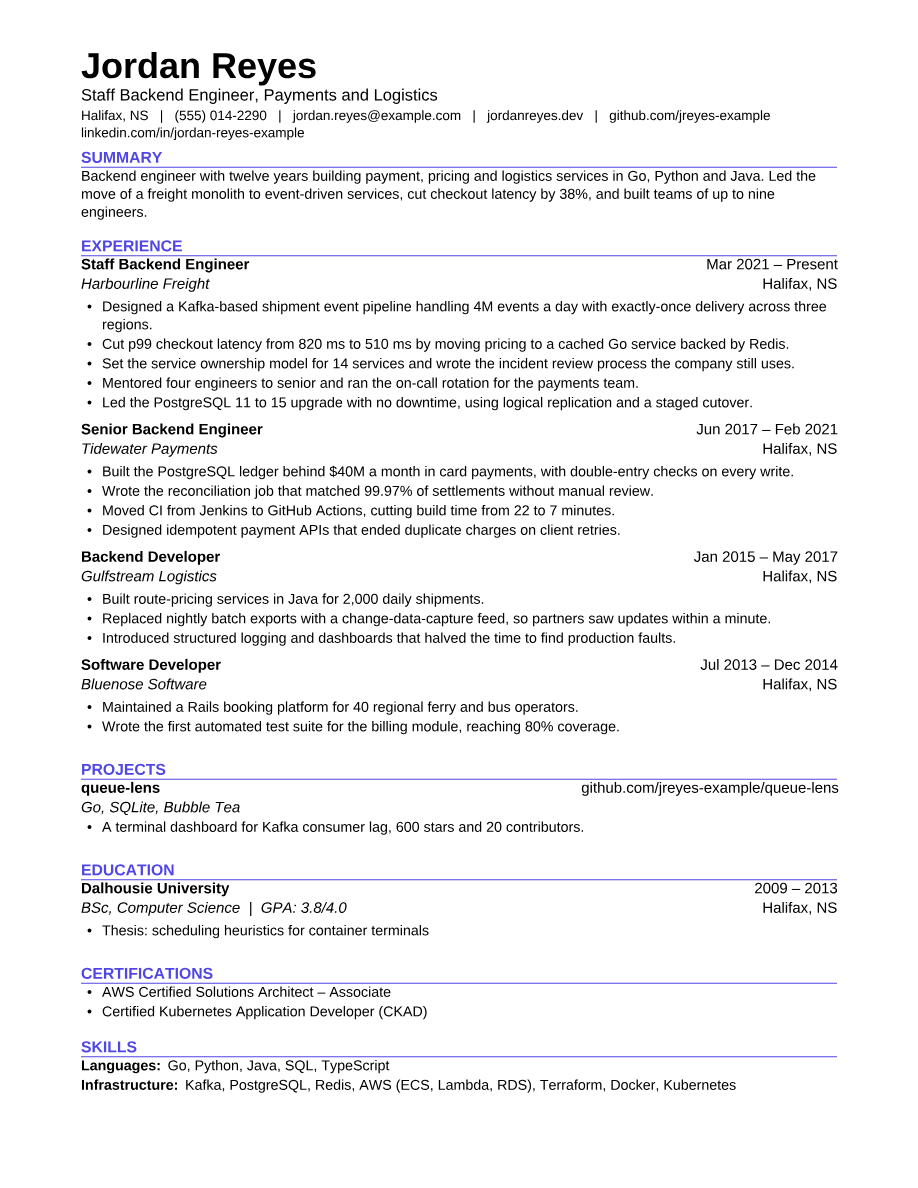 Jordan Reyes
Staff Backend Engineer, Payments and Logistics
Halifax, NS | (555) 014-2290 | jordan.reyes@example.com | jordanreyes.dev | github.com/jreyes-example
linkedin.com/in/jordan-reyes-example
SUMMARY
Backend engineer with twelve years building payment, pricing and logistics services in Go, Python and Java. Led the
move of a freight monolith to event-driven services, cut checkout latency by 38%, and built teams of up to nine
engineers.
EXPERIENCE
Staff Backend Engineer Mar 2021 – Present
Harbourline Freight Halifax, NS
• Designed a Kafka-based shipment event pipeline handling 4M events a day with exactly-once delivery across three
regions.
• Cut p99 checkout latency from 820 ms to 510 ms by moving pricing to a cached Go service backed by Redis.
• Set the service ownership model for 14 services and wrote the incident review process the company still uses.
• Mentored four engineers to senior and ran the on-call rotation for the payments team.
• Led the PostgreSQL 11 to 15 upgrade with no downtime, using logical replication and a staged cutover.
Senior Backend Engineer Jun 2017 – Feb 2021
Tidewater Payments Halifax, NS
• Built the PostgreSQL ledger behind $40M a month in card payments, with double-entry checks on every write.
• Wrote the reconciliation job that matched 99.97% of settlements without manual review.
• Moved CI from Jenkins to GitHub Actions, cutting build time from 22 to 7 minutes.
• Designed idempotent payment APIs that ended duplicate charges on client retries.
Backend Developer Jan 2015 – May 2017
Gulfstream Logistics Halifax, NS
• Built route-pricing services in Java for 2,000 daily shipments.
• Replaced nightly batch exports with a change-data-capture feed, so partners saw updates within a minute.
• Introduced structured logging and dashboards that halved the time to find production faults.
Software Developer Jul 2013 – Dec 2014
Bluenose Software Halifax, NS
• Maintained a Rails booking platform for 40 regional ferry and bus operators.
• Wrote the first automated test suite for the billing module, reaching 80% coverage.
PROJECTS
queue-lens github.com/jreyes-example/queue-lens
Go, SQLite, Bubble Tea
• A terminal dashboard for Kafka consumer lag, 600 stars and 20 contributors.
EDUCATION
Dalhousie University 2009 – 2013
BSc, Computer Science | GPA: 3.8/4.0 Halifax, NS
• Thesis: scheduling heuristics for container terminals
CERTIFICATIONS
• AWS Certified Solutions Architect – Associate
• Certified Kubernetes Application Developer (CKAD)
SKILLS
Languages: Go, Python, Java, SQL, TypeScript
Infrastructure: Kafka, PostgreSQL, Redis, AWS (ECS, Lambda, RDS), Terraform, Docker, Kubernetes